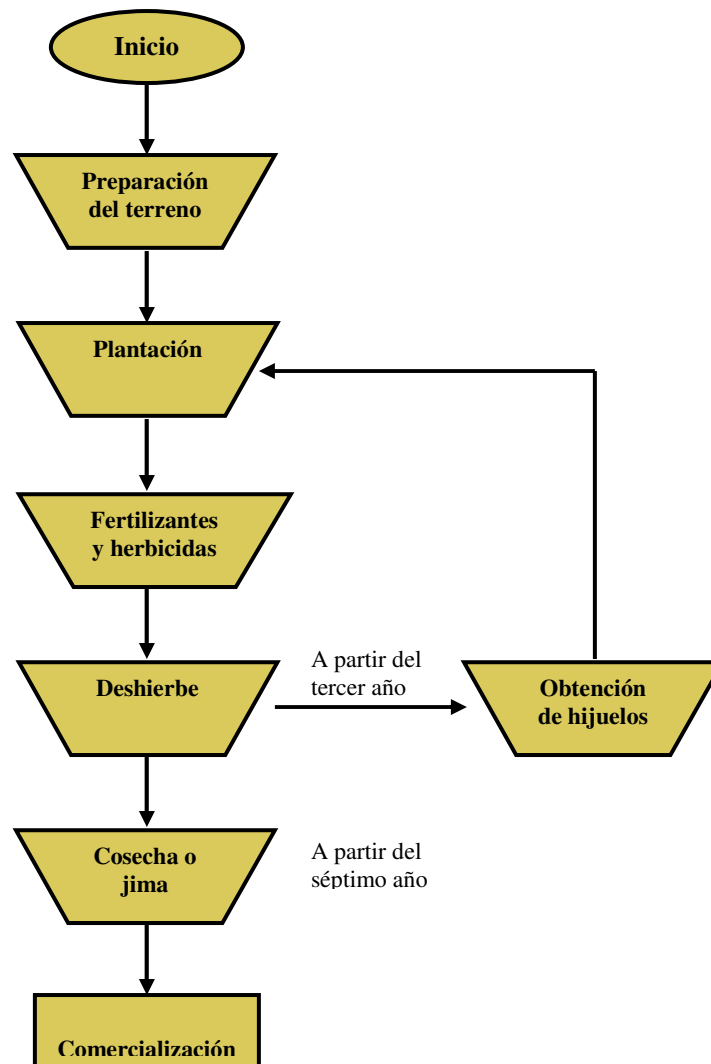 Inicio
Preparación
del terreno
Plantación
Fertilizantes
y herbicidas
Deshierbe
A partir del
tercer año
Obtención
de hijuelos
Cosecha o
jima
A partir del
séptimo año
Comercialización